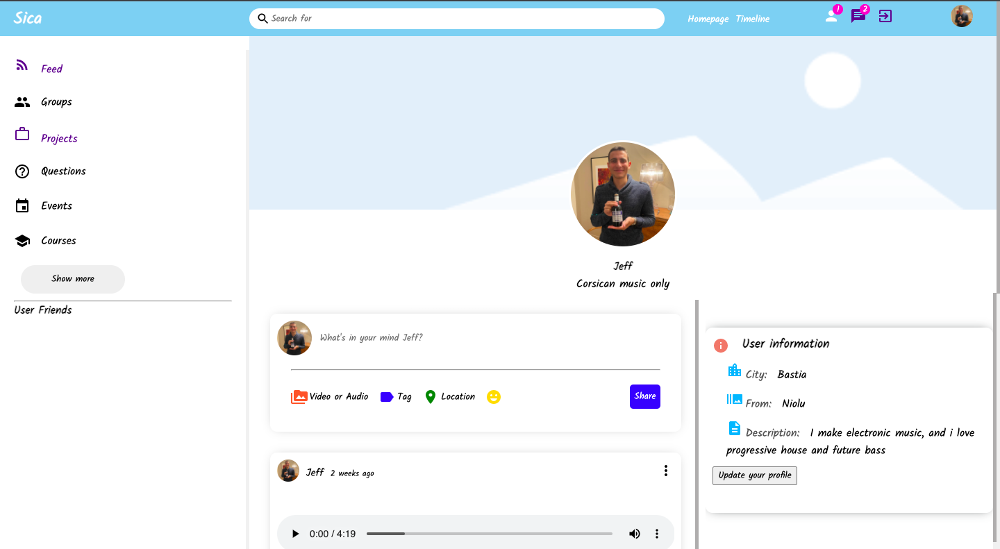 Sica
Search for
Homepage Timeline
1
2
Feed
Groups
Projects
Questions
Events
Courses
Show more
User Friends
Jeff
Corsican music only
What's in your mind Jeff?
Video or Audio Tag Location Share
Jeff 2 weeks ago
0:00 / 4:19
User information
City: Bastia
From: Niolu
Description: I make electronic music, and i love
progressive house and future bass
Update your profile